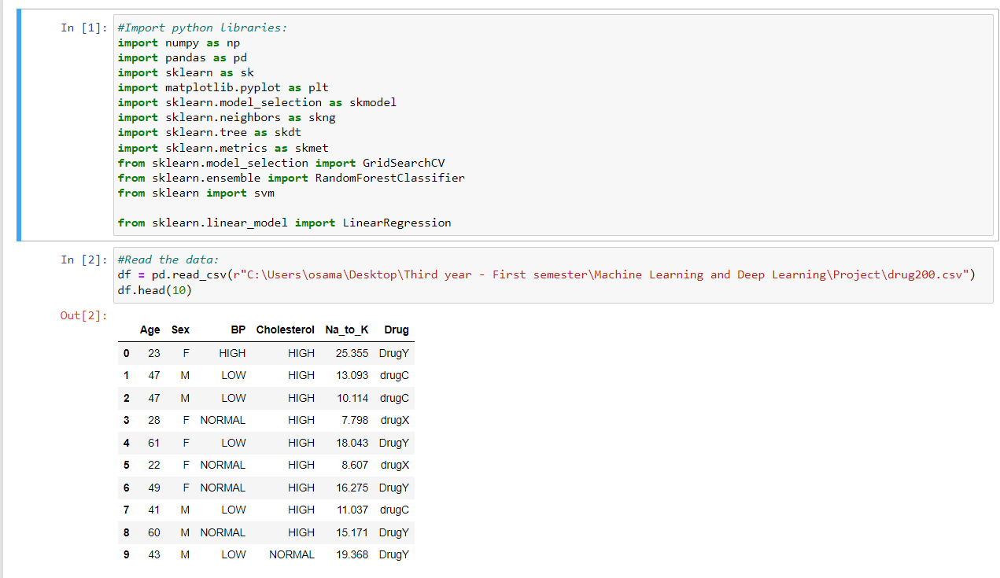 In [1]: #Import python libraries:
import numpy as np
import pandas as pd
import sklearn as sk
import matplotlib.pyplot as plt
import sklearn.model_selection as skmodel
import sklearn.neighbors as skng
import sklearn.tree as skdt
import sklearn.metrics as skmet
from sklearn.model_selection import GridSearchCV
from sklearn.ensemble import RandomForestClassifier
from sklearn import svm
from sklearn.linear_model import LinearRegression
In [2]: #Read the data:
df = pd.read_csv(r"C:\Users\osama\Desktop\Third year - First semester\Machine Learning and Deep Learning\Project\drug200.csv")
df.head(10)
Out[2]:
Age Sex BP Cholesterol Na_to_K Drug
0 23 F HIGH HIGH 25.355 DrugY
1 47 M LOW HIGH 13.093 drugC
2 47 M LOW HIGH 10.114 drugC
3 28 F NORMAL HIGH 7.798 drugX
4 61 F LOW HIGH 18.043 DrugY
5 22 F NORMAL HIGH 8.607 drugX
6 49 F NORMAL HIGH 16.275 DrugY
7 41 M LOW HIGH 11.037 drugC
8 60 M NORMAL HIGH 15.171 DrugY
9 43 M LOW NORMAL 19.368 DrugY